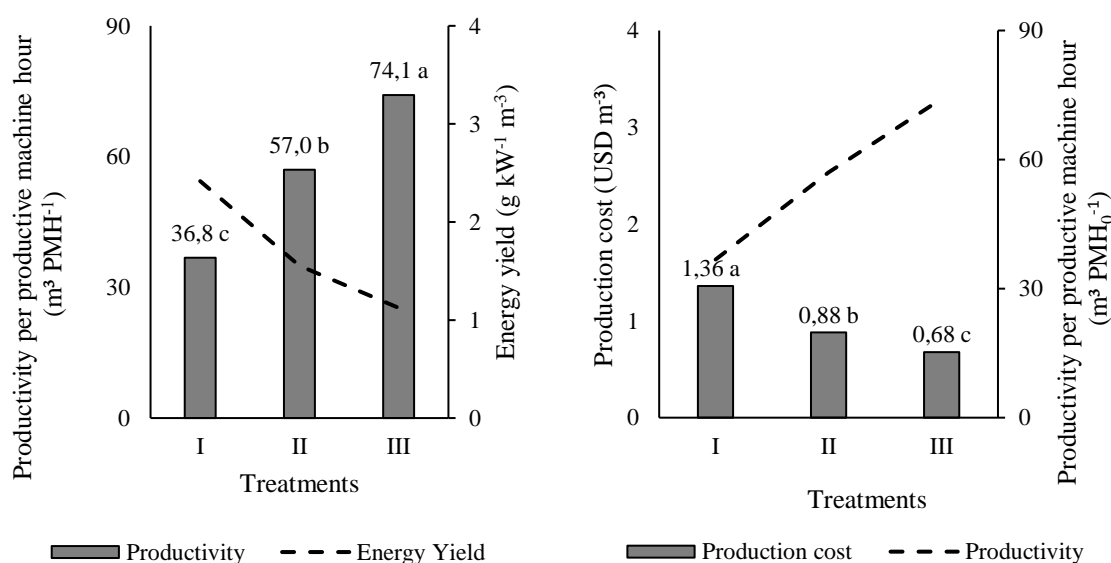 Productivity per productive machine hour
(m³ PMH⁻¹)
90
60
30
0
36,8 c
57,0 b
74,1 a
4
3
2
1
0
Energy yield (g kW⁻¹ m⁻³)
I
II
III
Treatments
Productivity
Energy Yield
Production cost (USD m⁻³)
4
3
2
1
0
1,36 a
0,88 b
0,68 c
90
60
30
0
Productivity per productive machine hour
(m³ PMH₀⁻¹)
I
II
III
Treatments
Production cost
Productivity